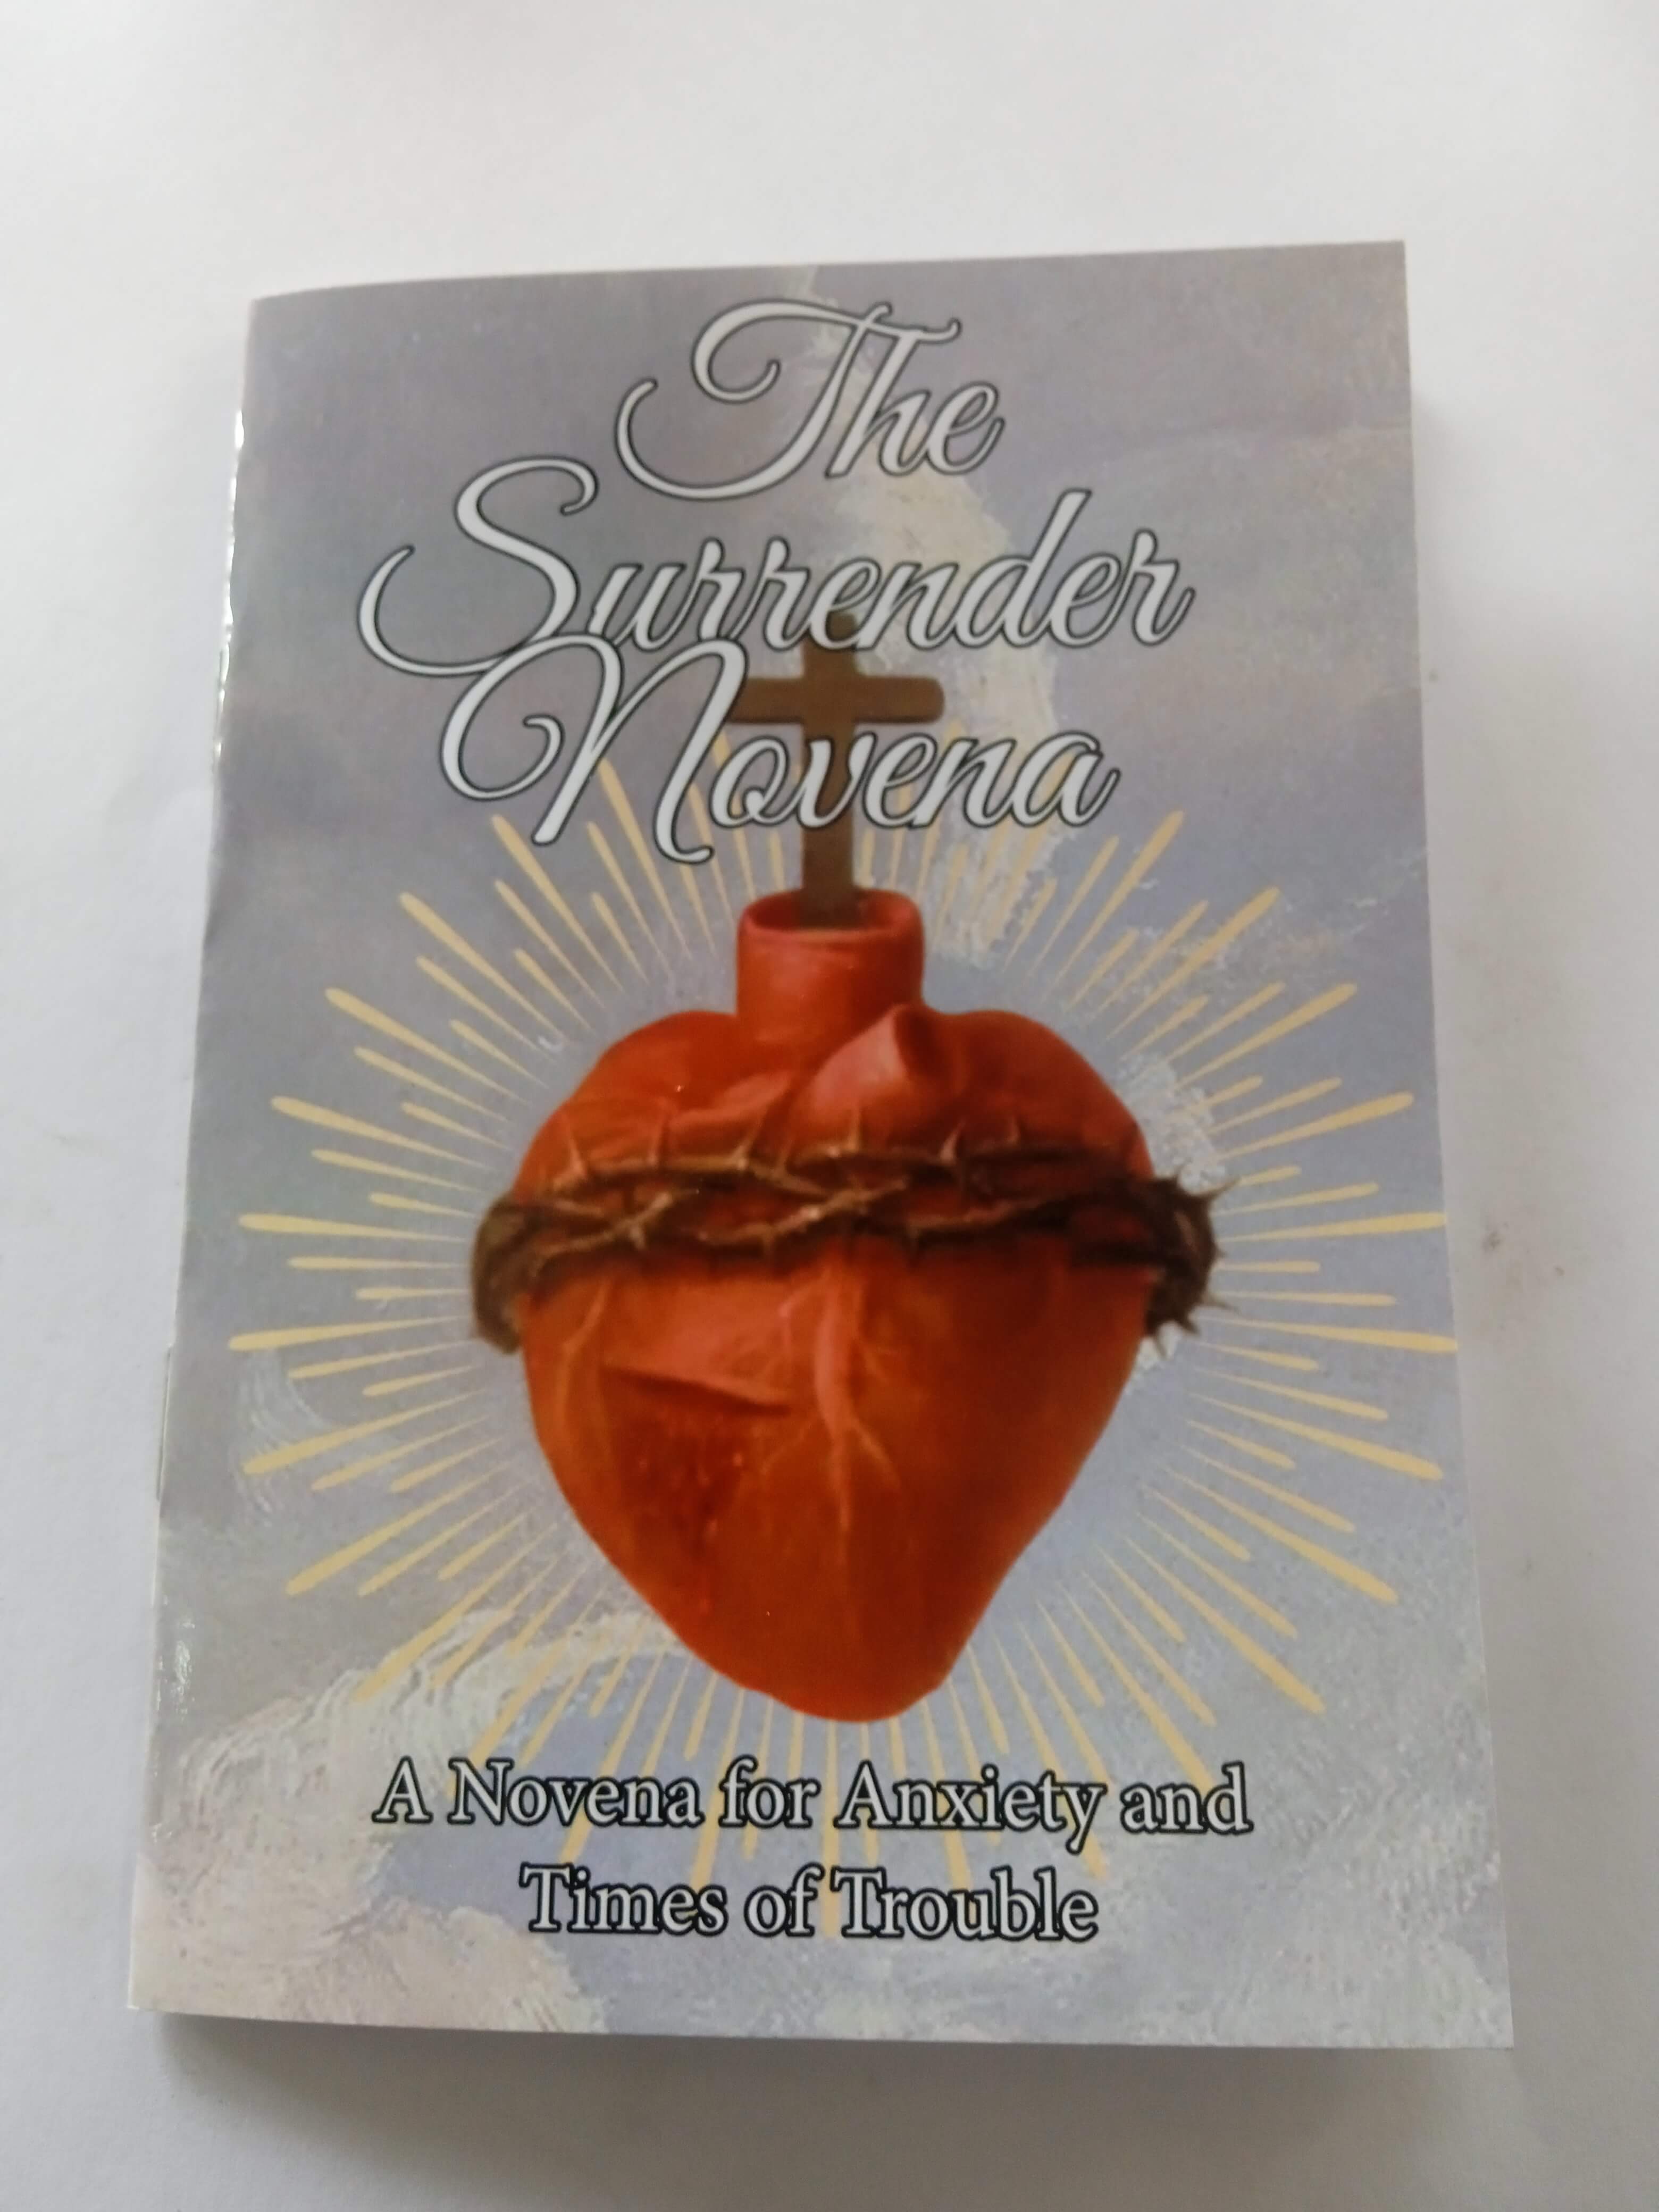 The
Surrender
Novena
A Novena for Anxiety and
Times of Trouble